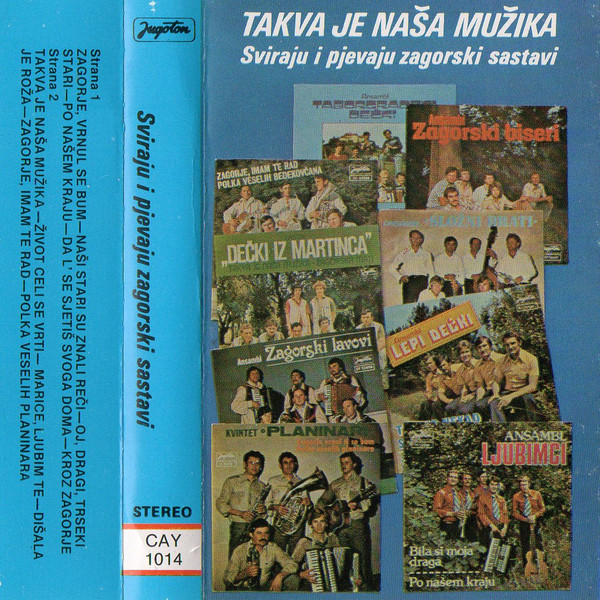 Strana 1
ZAGORJE, VRNUL SE BUM—NAŠI STARI SU ZNALI REČI—OJ, DRAGI, TRSEKI
STARI—PO NAŠEM KRAJU—DA L' SE SJETIŠ SVOGA DOMA—KROZ ZAGORJE
Strana 2
TAKVA JE NAŠA MUŽIKA—ŽIVOT CELI SE VRTI—MARICE, LJUBIM TE—DIŠALA
JE ROŽA—ZAGORJE, IMAM TE RAD—POLKA VESELIH PLANINARA
Jugoton
Sviraju i pjevaju zagorski sastavi
STEREO
CAY
1014
TAKVA JE NAŠA MUŽIKA
Sviraju i pjevaju zagorski sastavi
Ansambl
DEČKI
Zagorski biseri
ZAGORJE, IMAM TE RAD
POLKA VESELIH BEDEKOVČANA
„DEČKI IZ MARTINCA"
LEPI DEČKI
Ansambl Zagorski lavovi
KVINTET "PLANINARI"
ANSAMBL
LJUBIMCI
Bila si moja
draga
Po našem kraju